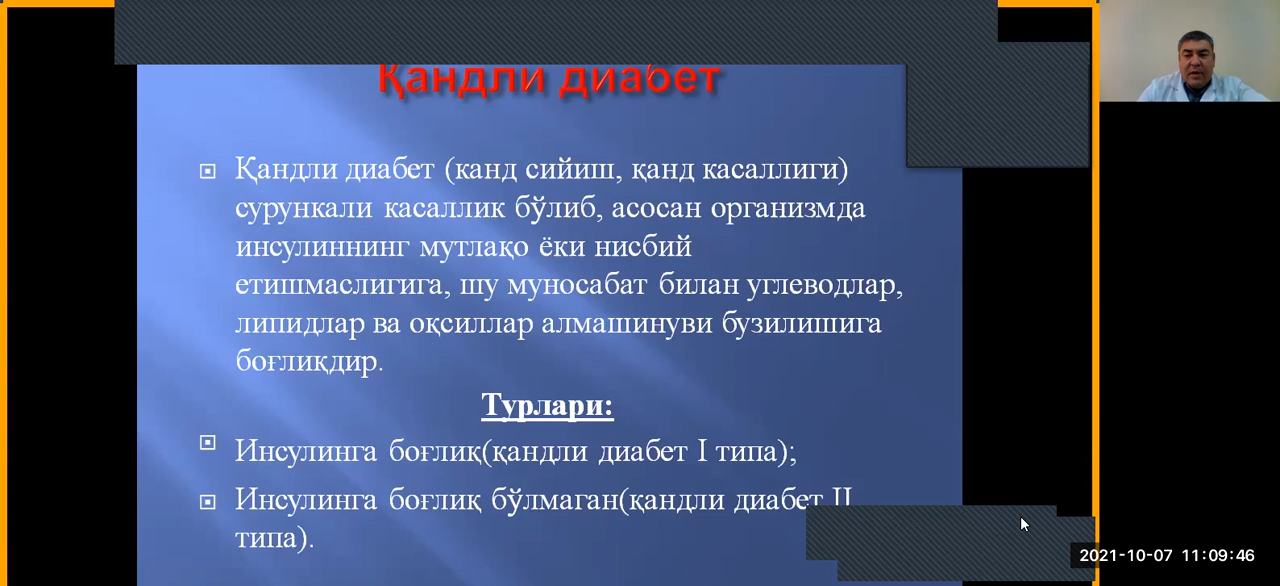 Қандли диабет
Қандли диабет (канд сийиш, қанд касаллиги)
сурункали касаллик бўлиб, асосан организмда
инсулиннинг мутлақо ёки нисбий
етишмаслигига, шу муносабат билан углеводлар,
липидлар ва оқсиллар алмашинуви бузилишига
боғлиқдир.
Турлари:
Инсулинга боғлиқ(қандли диабет I типа);
Инсулинга боғлиқ бўлмаган(қандли диабет II
типа).
2021-10-07 11:09:46